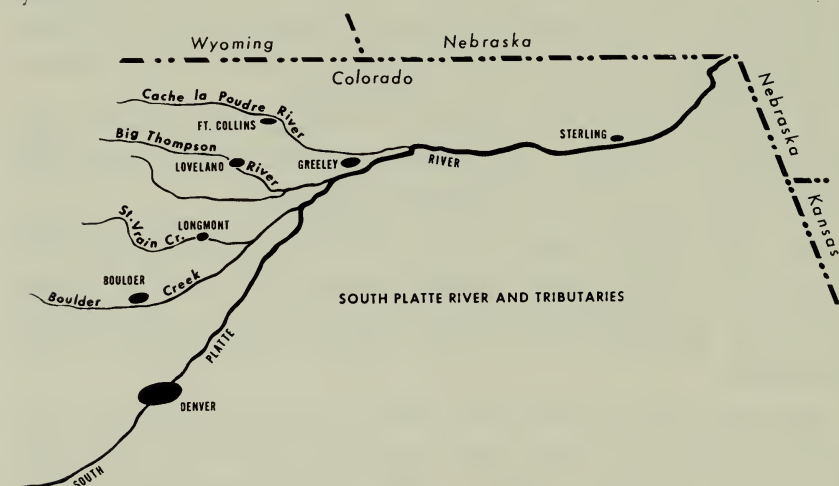 Wyoming
Nebraska
Colorado
Cache la Poudre River
FT. COLLINS
Big Thompson River
LOVELAND
GREELEY
STERLING
RIVER
Nebraska
Kansas
St. Vrain Cr.
LONGMONT
BOULDER
Boulder Creek
SOUTH PLATTE RIVER AND TRIBUTARIES
PLATTE
DENVER
SOUTH